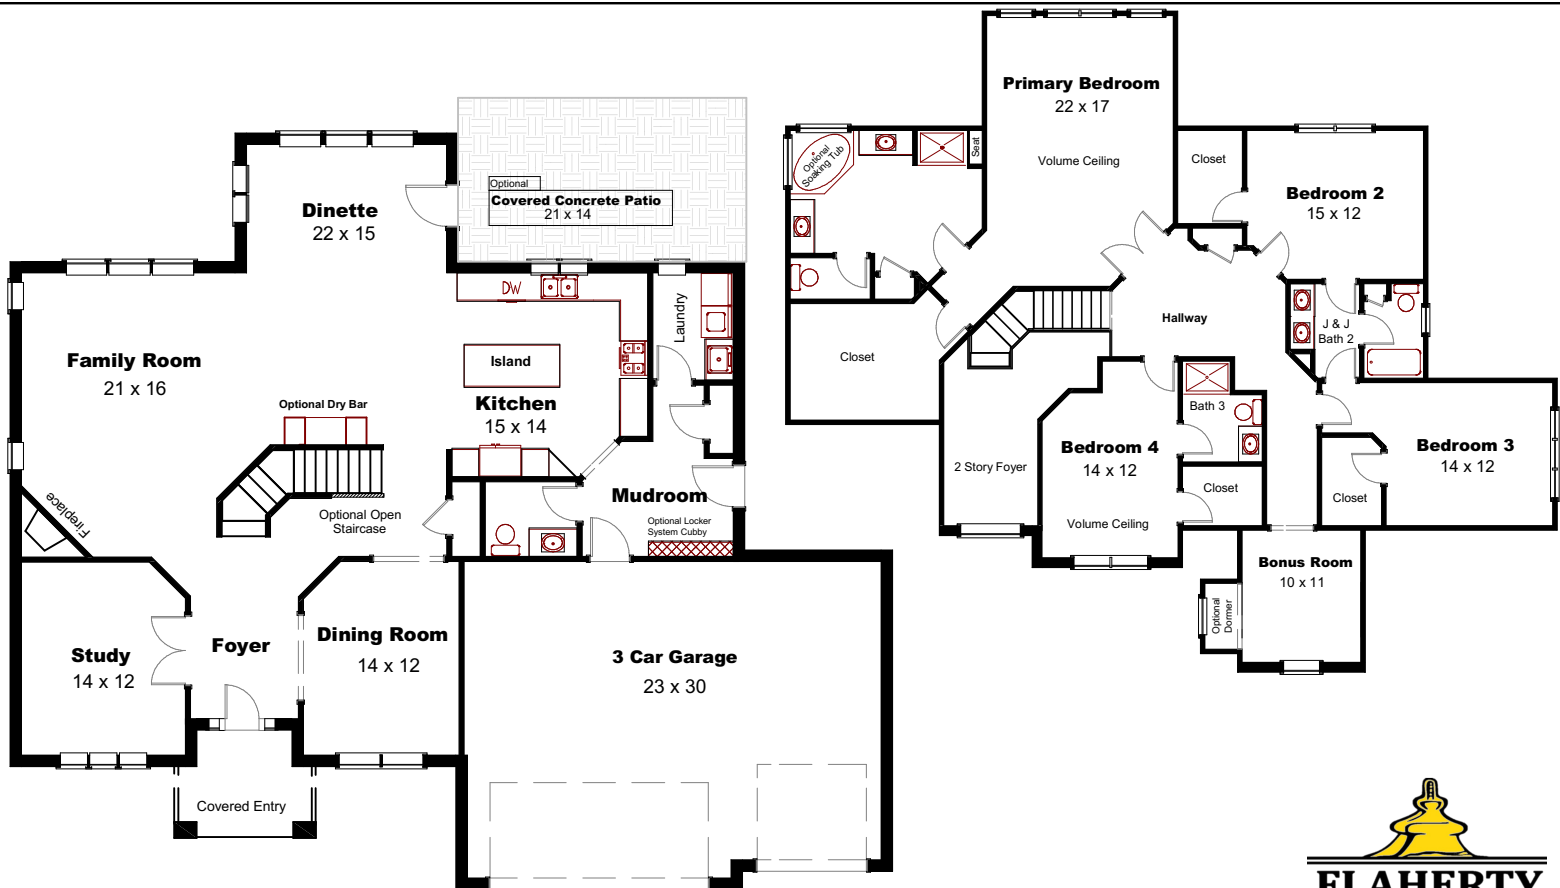 Dinette
22 x 15
Optional
Covered Concrete Patio
21 x 14
DW
Laundry
Family Room
21 x 16
Island
Optional Dry Bar
Kitchen
15 x 14
Fireplace
Optional Open
Staircase
Mudroom
Optional Locker
System Cubby
Study
14 x 12
Foyer
Dining Room
14 x 12
3 Car Garage
23 x 30
Covered Entry
Primary Bedroom
22 x 17
Volume Ceiling
Optional
Soaking Tub
Seat
Closet
Bedroom 2
15 x 12
Closet
Hallway
J & J
Bath 2
Bath 3
Bedroom 4
14 x 12
Volume Ceiling
2 Story Foyer
Closet
Bedroom 3
14 x 12
Closet
Bonus Room
10 x 11
Optional
Dormer
FLAHERTY